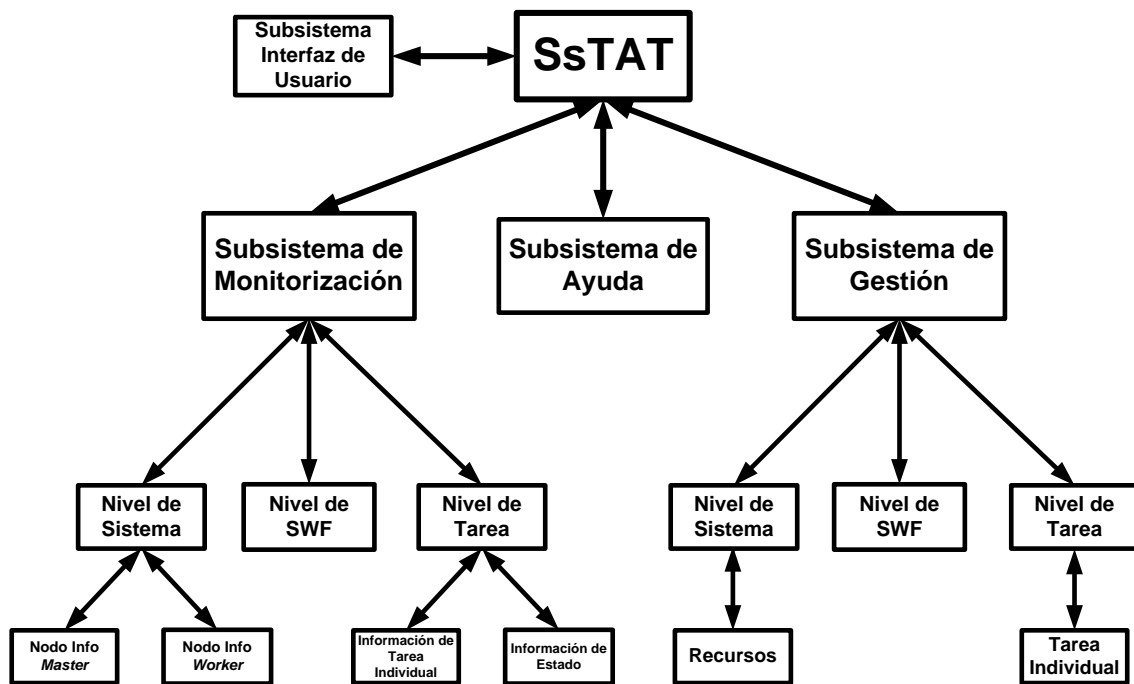 Subsistema
Interfaz de
Usuario
SsTAT
Subsistema de
Monitorización
Subsistema de
Ayuda
Subsistema de
Gestión
Nivel de
Sistema
Nivel de
SWF
Nivel de
Tarea
Nivel de
Sistema
Nivel de
SWF
Nivel de
Tarea
Nodo Info
Master
Nodo Info
Worker
Información de
Tarea
Individual
Información de
Estado
Recursos
Tarea
Individual